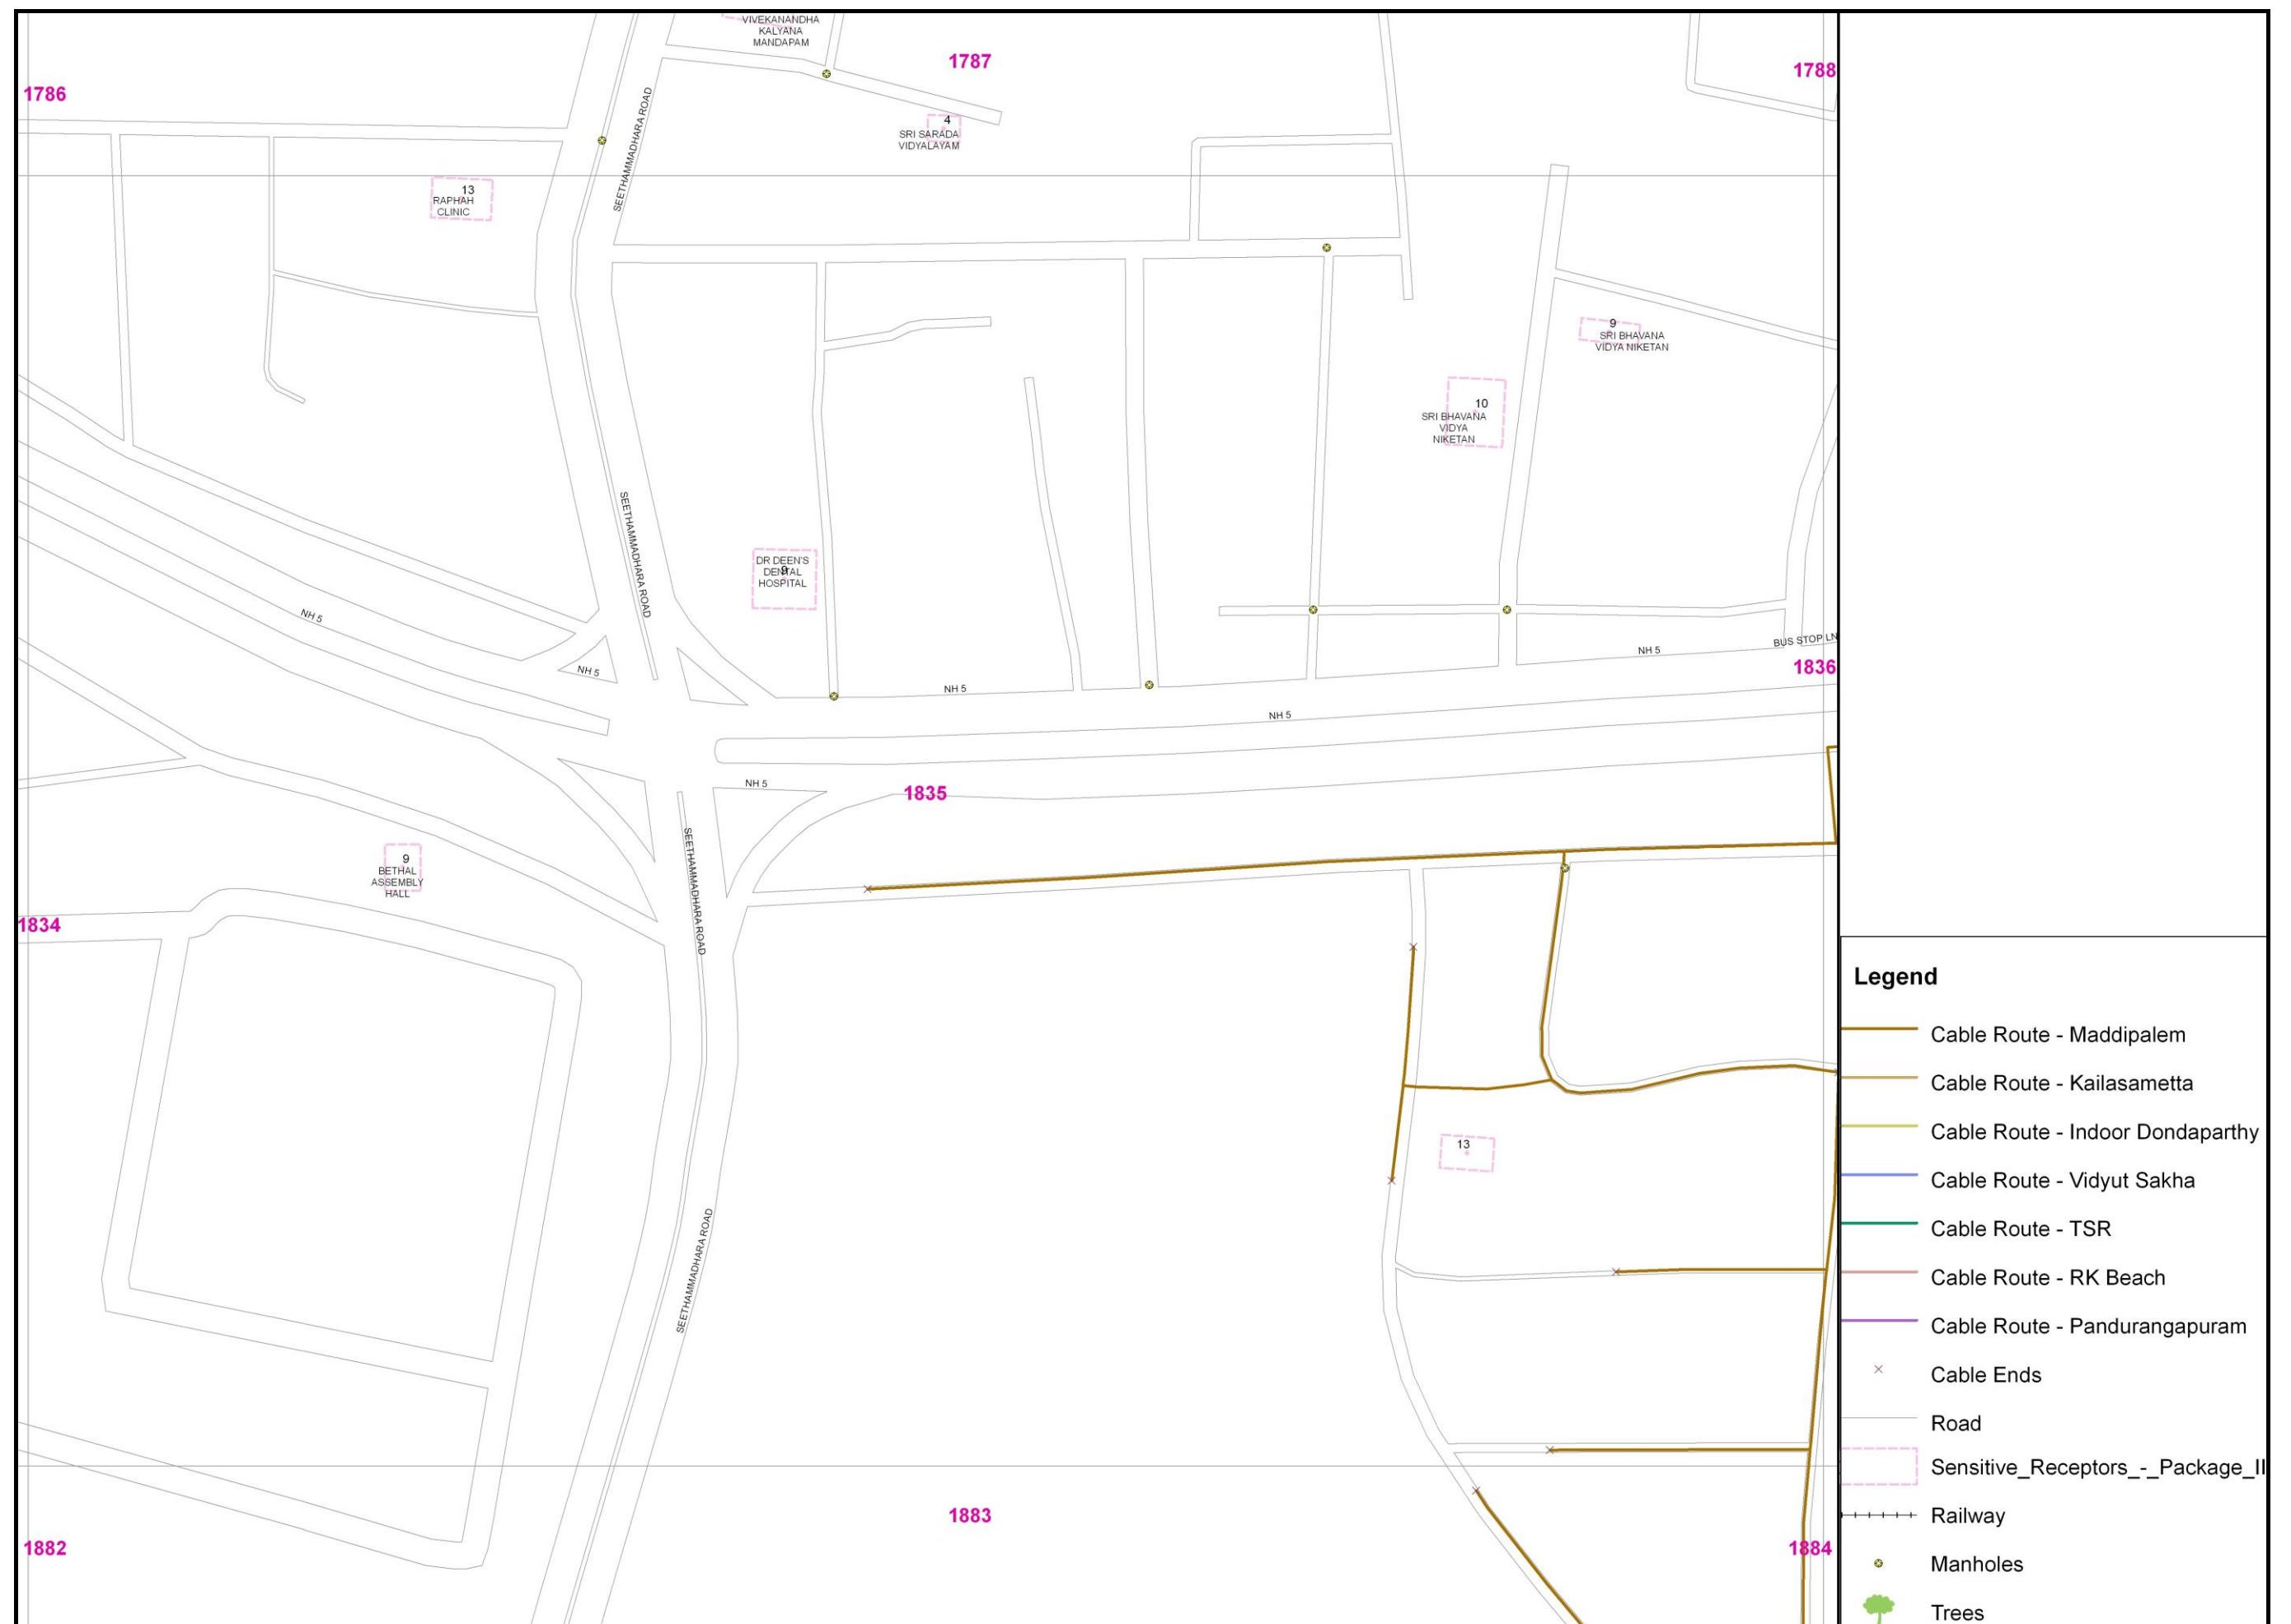 VIVEKANANDHA
KALYANA
MANDAPAM
1787
1788
1786
4
SRI SARADA
VIDYALAYAM
SEETHAMMADHARA ROAD
13
RAPHAH
CLINIC
9
SRI BHAVANA
VIDYA NIKETAN
10
SRI BHAVANA
VIDYA
NIKETAN
SEETHAMMADHARA ROAD
DR DEEN'S
DENTAL
9
HOSPITAL
NH 5
NH 5
NH 5
BUS STOP LN
1836
NH 5
NH 5
NH 5
1835
SEETHAMMADHARA ROAD
9
BETHAL
ASSEMBLY
HALL
1834
13
SEETHAMMADHARA ROAD
1883
1882
1884
Legend
Cable Route - Maddipalem
Cable Route - Kailasametta
Cable Route - Indoor Dondaparthy
Cable Route - Vidyut Sakha
Cable Route - TSR
Cable Route - RK Beach
Cable Route - Pandurangapuram
Cable Ends
Road
Sensitive_Receptors_-_Package_II
Railway
Manholes
Trees